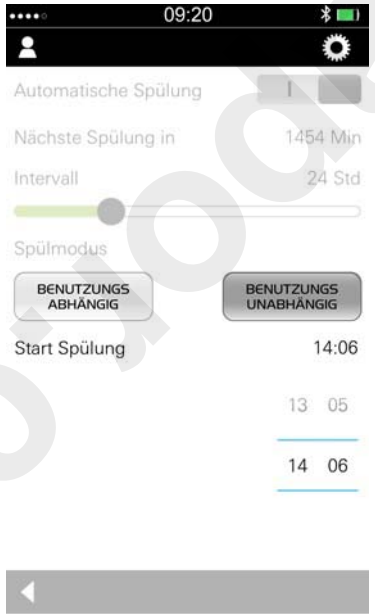 09:20
Automatische Spülung I
Nächste Spülung in 1454 Min
Intervall 24 Std
Spülmodus
BENUTZUNGS BENUTZUNGS
ABHÄNGIG UNABHÄNGIG
Start Spülung 14:06
13 05
14 06